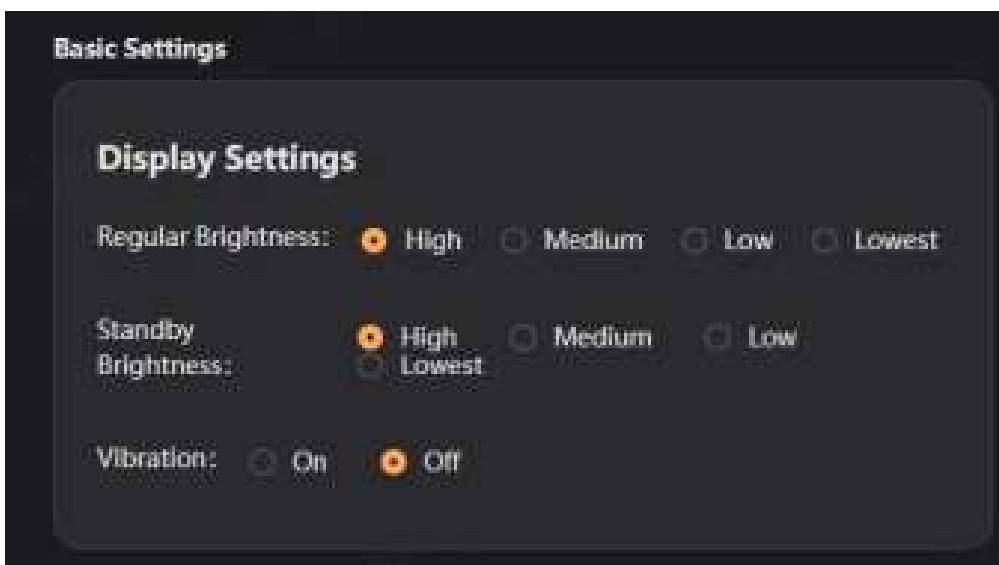 Basic Settings
Display Settings
Regular Brightness: High Medium Low Lowest
Standby High Medium Low
Brightness: Lowest
Vibration: On Off